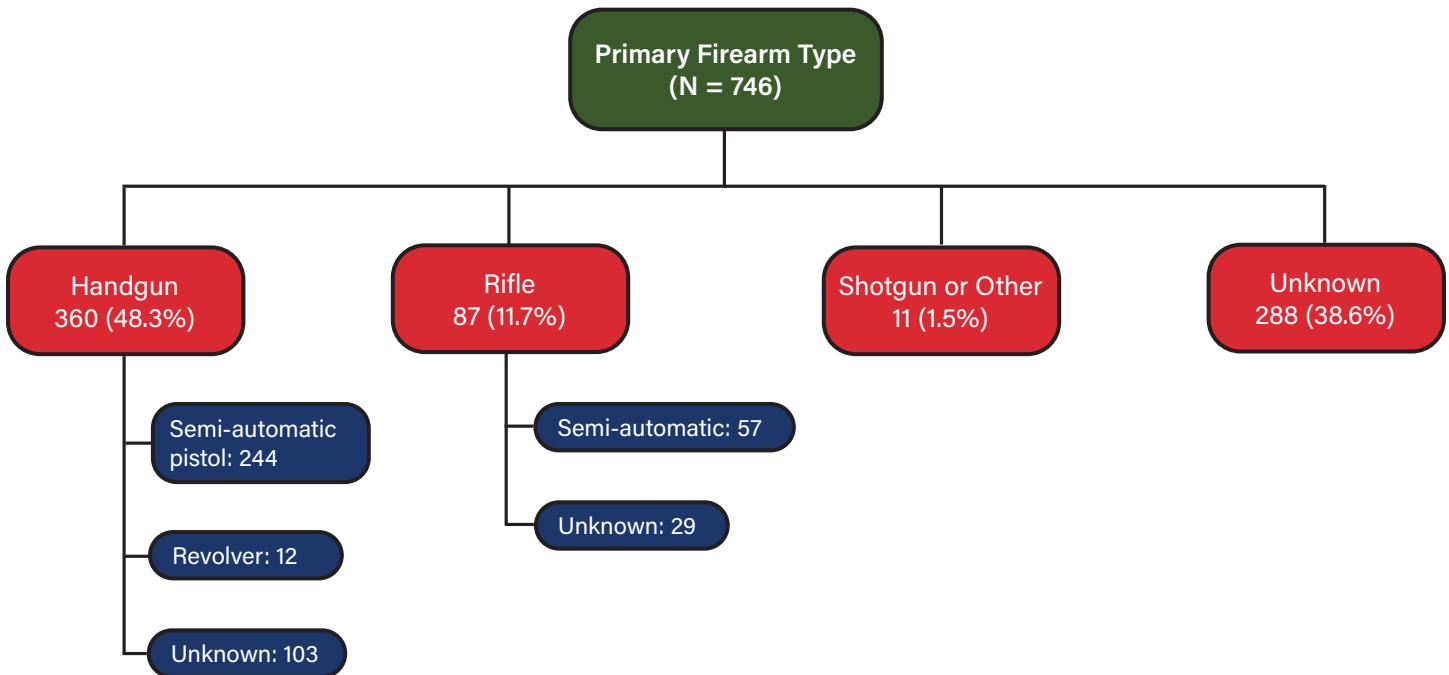 Primary Firearm Type
(N = 746)
Handgun
360 (48.3%)
Rifle
87 (11.7%)
Shotgun or Other
11 (1.5%)
Unknown
288 (38.6%)
Semi-automatic
pistol: 244
Revolver: 12
Unknown: 103
Semi-automatic: 57
Unknown: 29